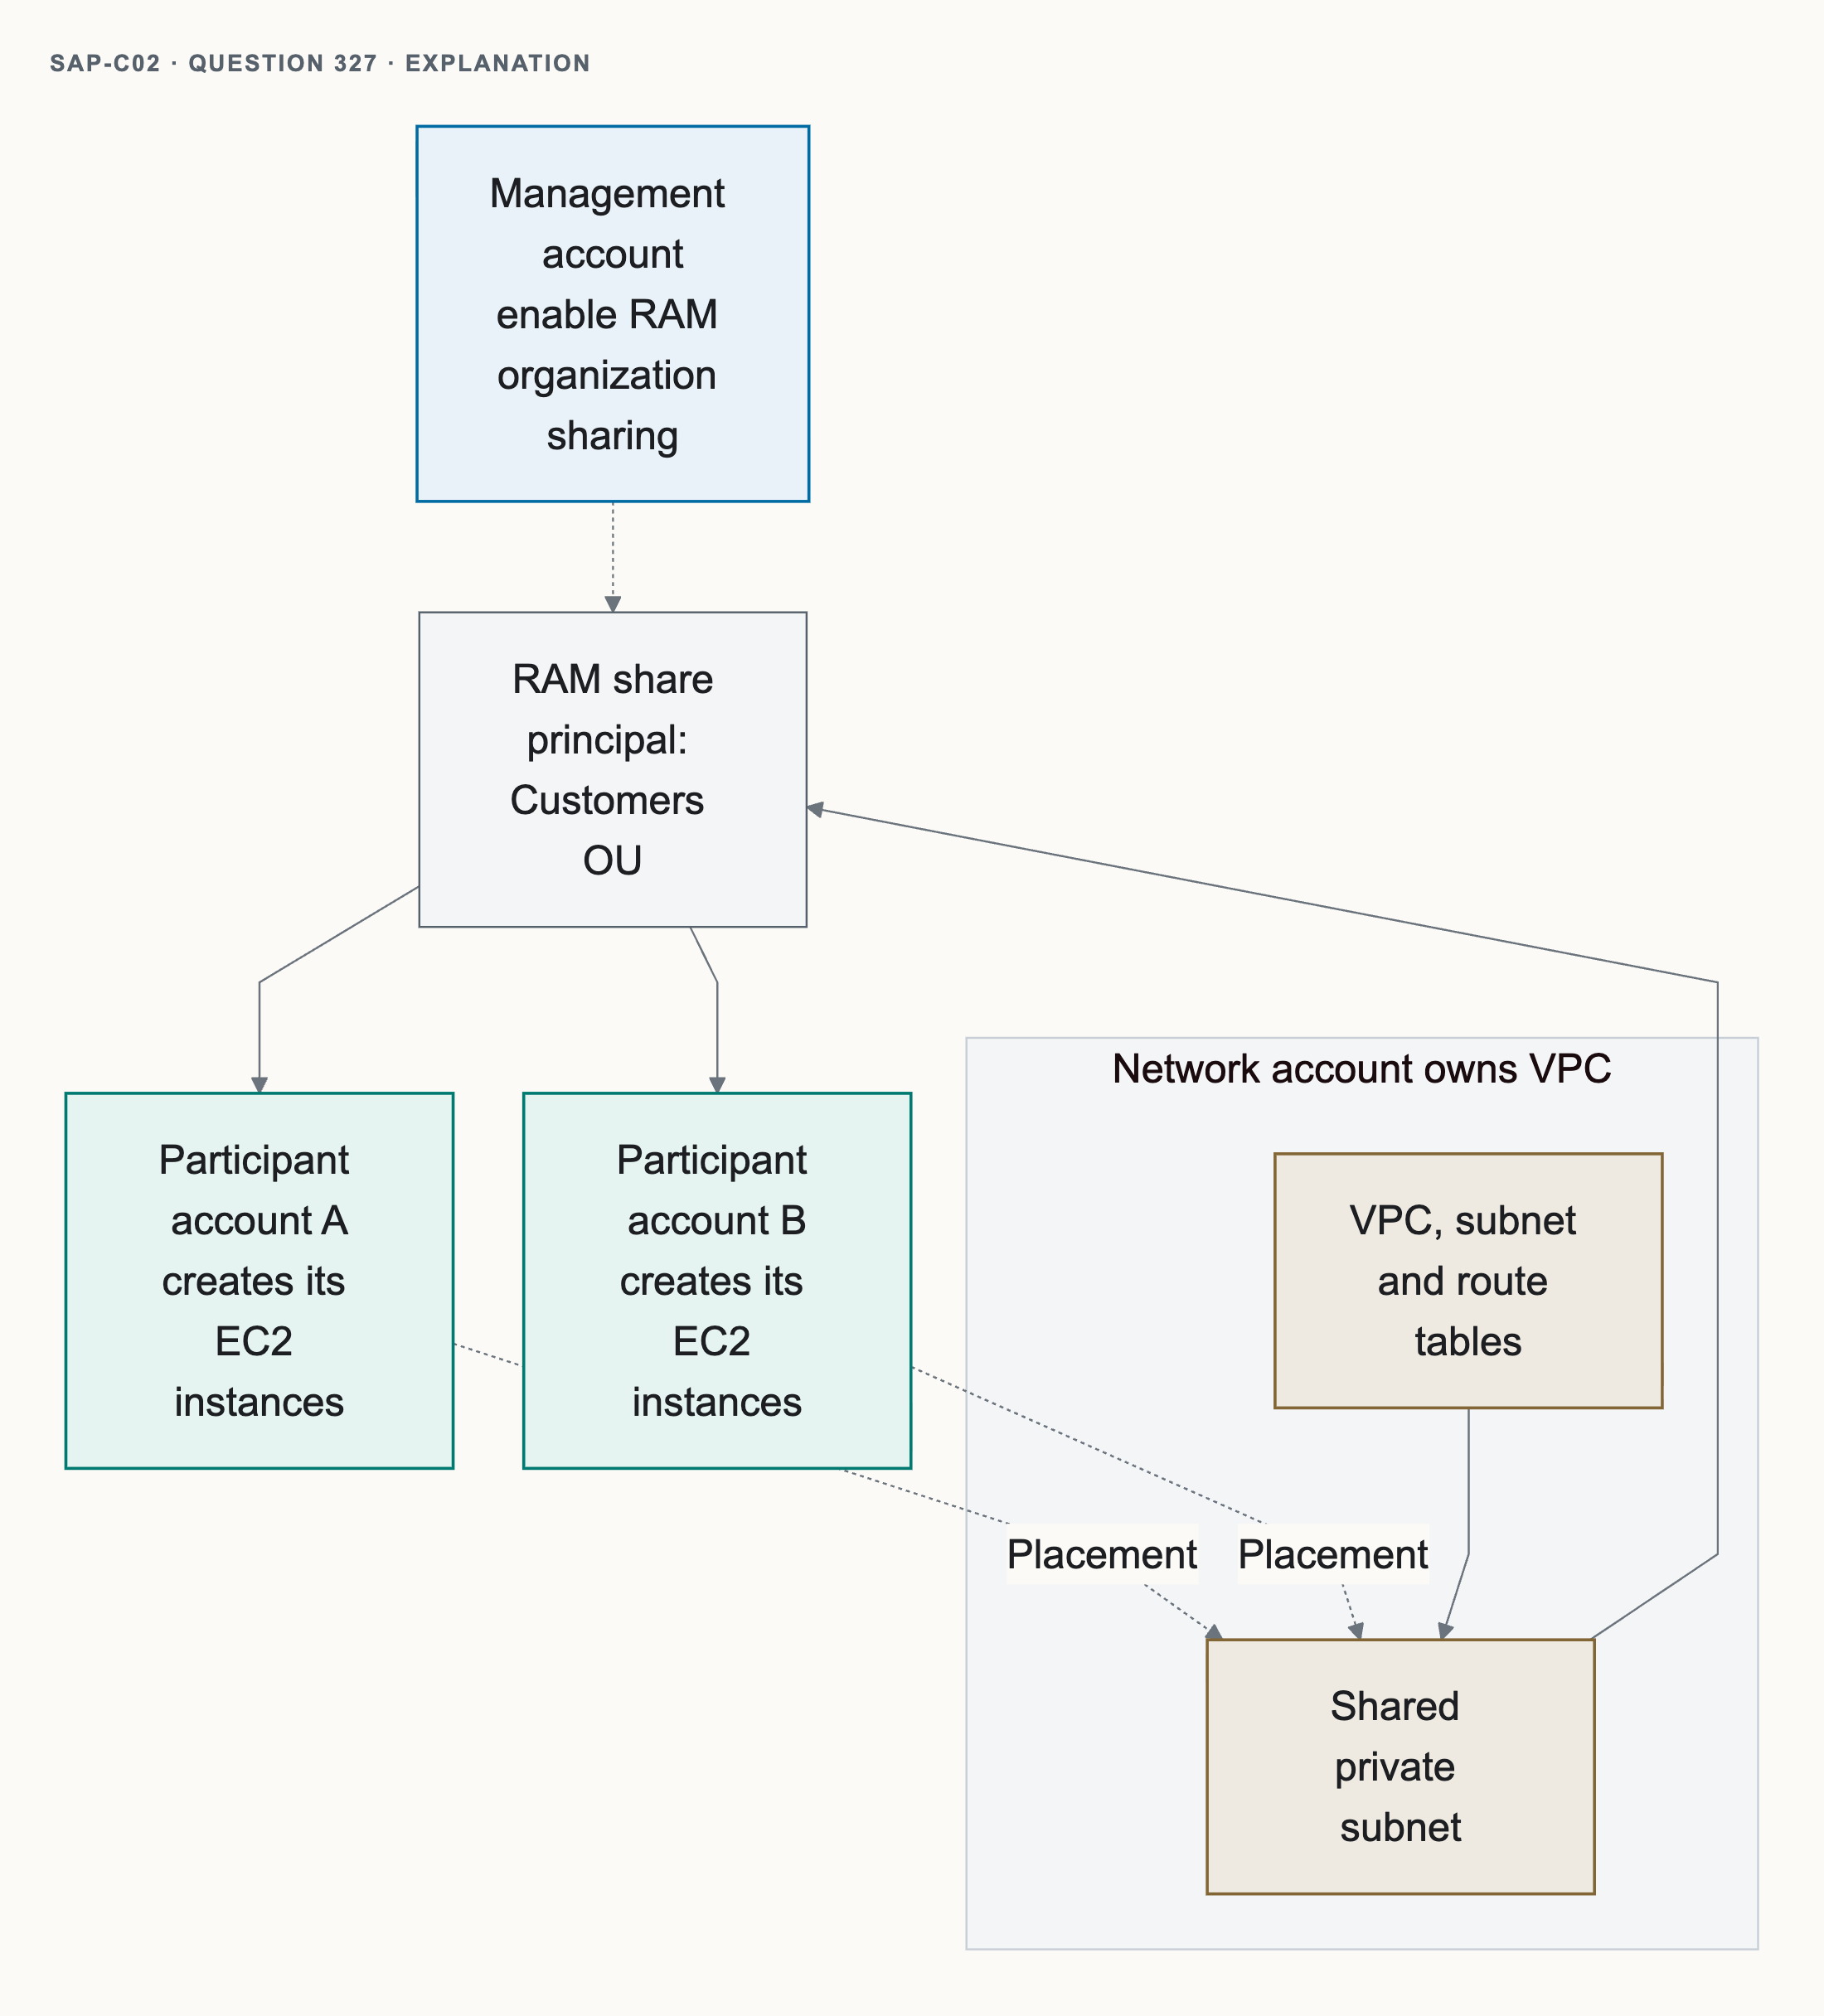 SAP-C02 · QUESTION 327 · EXPLANATION
Management
account
enable RAM
organization
sharing
RAM share
principal:
Customers
OU
Participant
account A
creates its
EC2
instances
Participant
account B
creates its
EC2
instances
Network account owns VPC
VPC, subnet
and route
tables
Placement
Placement
Shared
private
subnet